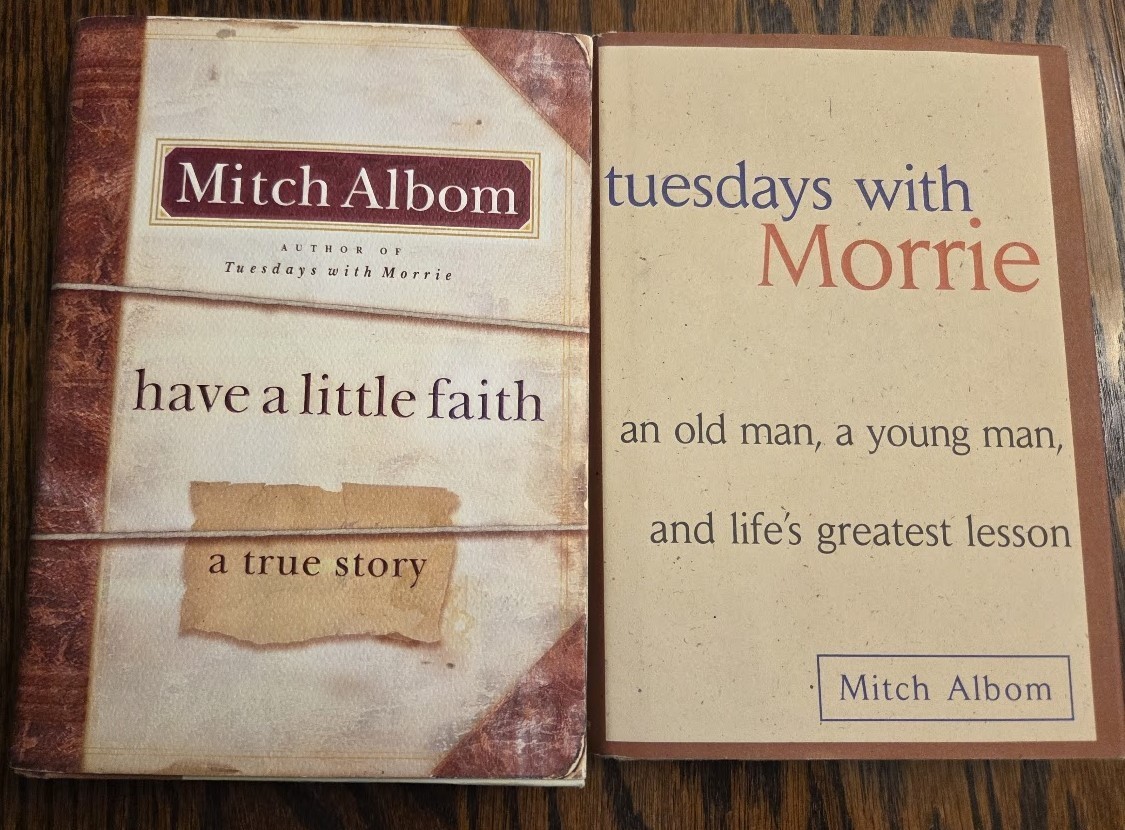 Mitch Albom
AUTHOR OF
Tuesdays with Morrie
have a little faith
a true story
tuesdays with
Morrie
an old man, a young man,
and life's greatest lesson
Mitch Albom